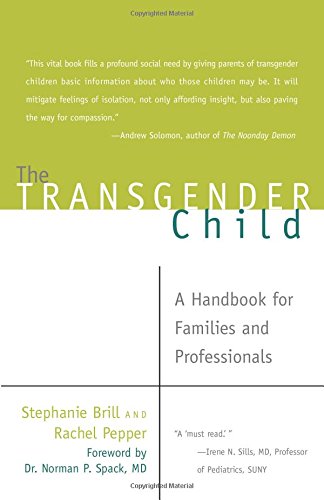 Copyrighted Material
"This vital book fills a profound social need by giving parents of transgender
children basic information about who those children may be. It will
mitigate feelings of isolation, not only affording insight, but also paving
the way for compassion."
—Andrew Solomon, author of The Noonday Demon
The
TRANSGENDER
Child
A Handbook for
Families and
Professionals
Stephanie Brill AND
Rachel Pepper
Foreword by
Dr. Norman P. Spack, MD
"A 'must read.' "
—Irene N. Sills, MD, Professor
of Pediatrics, SUNY
Copyrighted Material